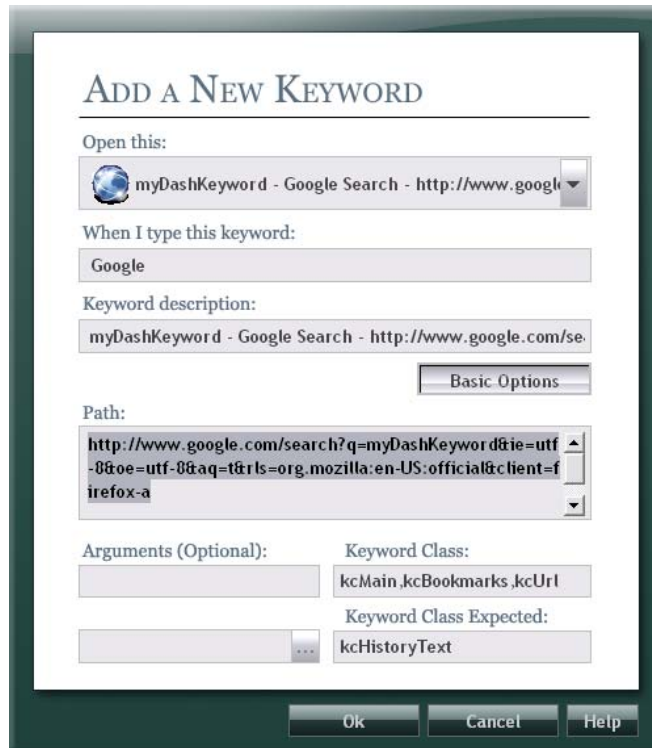 ADD A NEW KEYWORD
Open this:
myDashKeyword - Google Search - http://www.googl
When I type this keyword:
Google
Keyword description:
myDashKeyword - Google Search - http://www.google.com/se
Basic Options
Path:
http://www.google.com/search?q=myDashKeyword&ie=utf
-8&oe=utf-8&aq=t&rls=org.mozilla:en-US:official&client=f
irefox-a
Arguments (Optional):
Keyword Class:
kcMain,kcBookmarks,kcUrl
Keyword Class Expected:
...
kcHistoryText
Ok
Cancel
Help